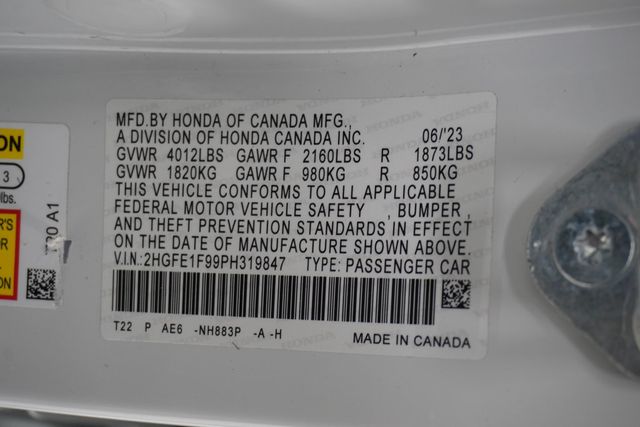 MFD.BY HONDA OF CANADA MFG.,
A DIVISION OF HONDA CANADA INC. 06/'23
GVWR 4012LBS GAWR F 2160LBS R 1873LBS
GVWR 1820KG GAWR F 980KG R 850KG
THIS VEHICLE CONFORMS TO ALL APPLICABLE
FEDERAL MOTOR VEHICLE SAFETY , BUMPER ,
AND THEFT PREVENTION STANDARDS IN EFFECT
ON THE DATE OF MANUFACTURE SHOWN ABOVE.
V.I.N.: 2HGFE1F99PH319847 TYPE: PASSENGER CAR
T22 P AE6 -NH883P -A -H
MADE IN CANADA
3
lbs.
A1